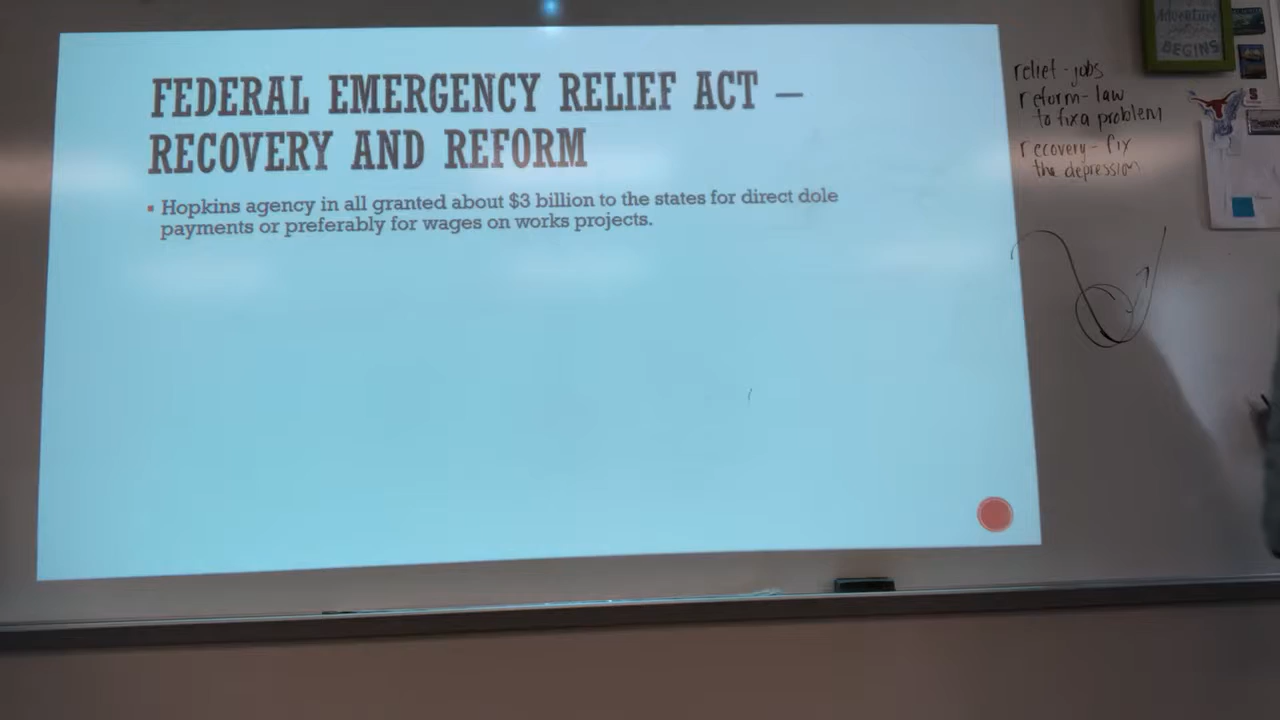 FEDERAL EMERGENCY RELIEF ACT –
RECOVERY AND REFORM
▪ Hopkins agency in all granted about $3 billion to the states for direct dole
payments or preferably for wages on works projects.
relief - jobs
reform - law
to fix a problem
recovery - fix
the depression
Adventure
BEGINS